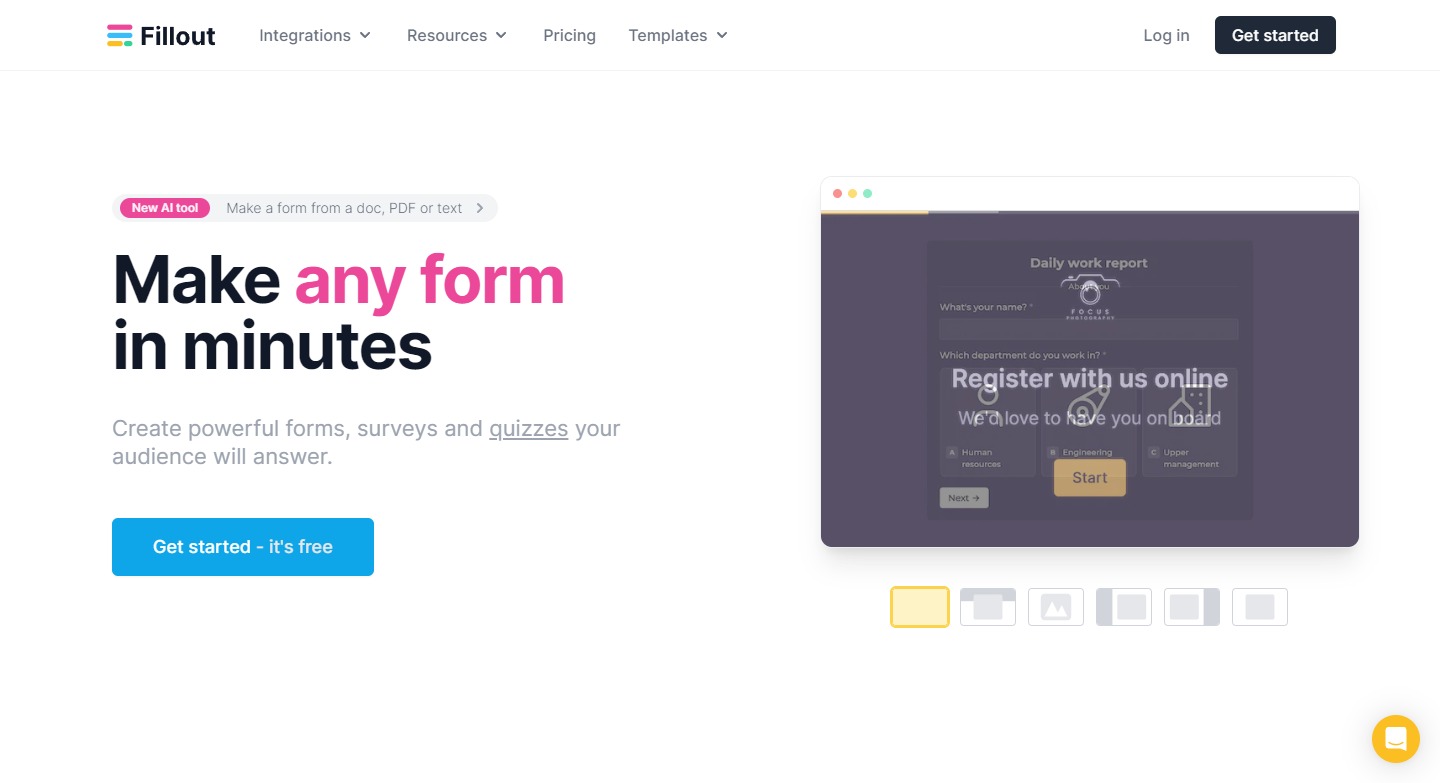 Fillout
Integrations
Resources
Pricing
Templates
Log in
Get started
New AI tool
Make a form from a doc, PDF or text
Make any form
in minutes
Create powerful forms, surveys and quizzes your
audience will answer.
Get started - it's free
Daily work report
About you
FOCUS
PHOTOGRAPHY
What's your name? *
Which department do you work in? *
Register with us online
We'd love to have you on board
A Human
resources
B Engineering
C Upper
management
Start
Next →